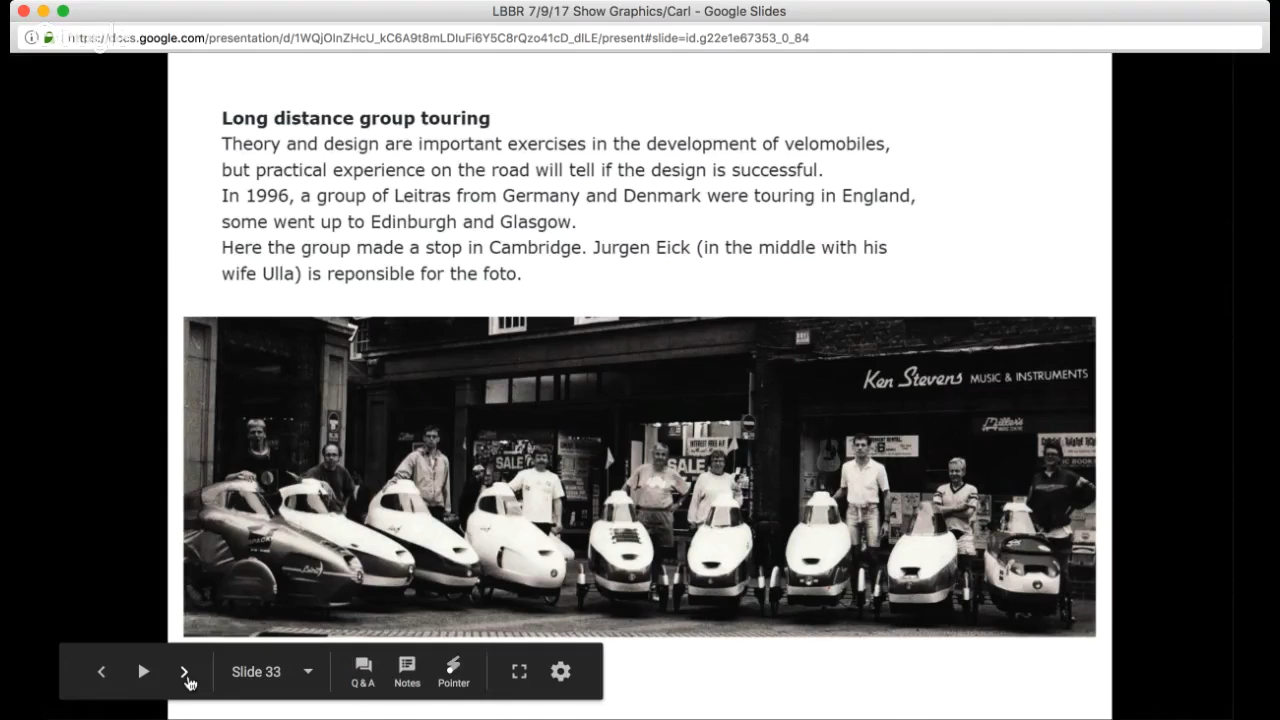 LBBR 7/9/17 Show Graphics/Carl - Google Slides
https://docs.google.com/presentation/d/1WQjOlnZHcU_kC6A9t8mLDIuFi6Y5C8rQzo41cD_dILE/present#slide=id.g22e1e67353_0_84
Long distance group touring
Theory and design are important exercises in the development of velomobiles,
but practical experience on the road will tell if the design is successful.
In 1996, a group of Leitras from Germany and Denmark were touring in England,
some went up to Edinburgh and Glasgow.
Here the group made a stop in Cambridge. Jurgen Eick (in the middle with his
wife Ulla) is reponsible for the foto.
Ken Stevens MUSIC & INSTRUMENTS
Miller's
INTEREST FREE
SALE
SALE
Slide 33
Q & A
Notes
Pointer